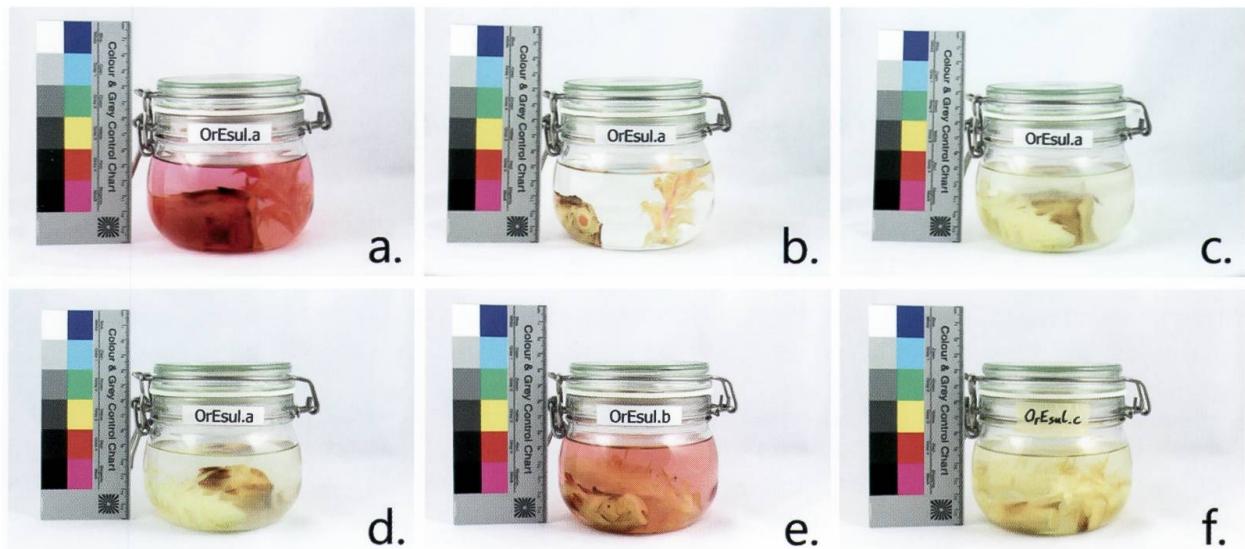 Colour & Grey Control Chart
OrEsul.a
a.
Colour & Grey Control Chart
OrEsul.a
b.
Colour & Grey Control Chart
OrEsul.a
c.
Colour & Grey Control Chart
OrEsul.a
d.
Colour & Grey Control Chart
OrEsul.b
e.
Colour & Grey Control Chart
OrEsul.c
f.